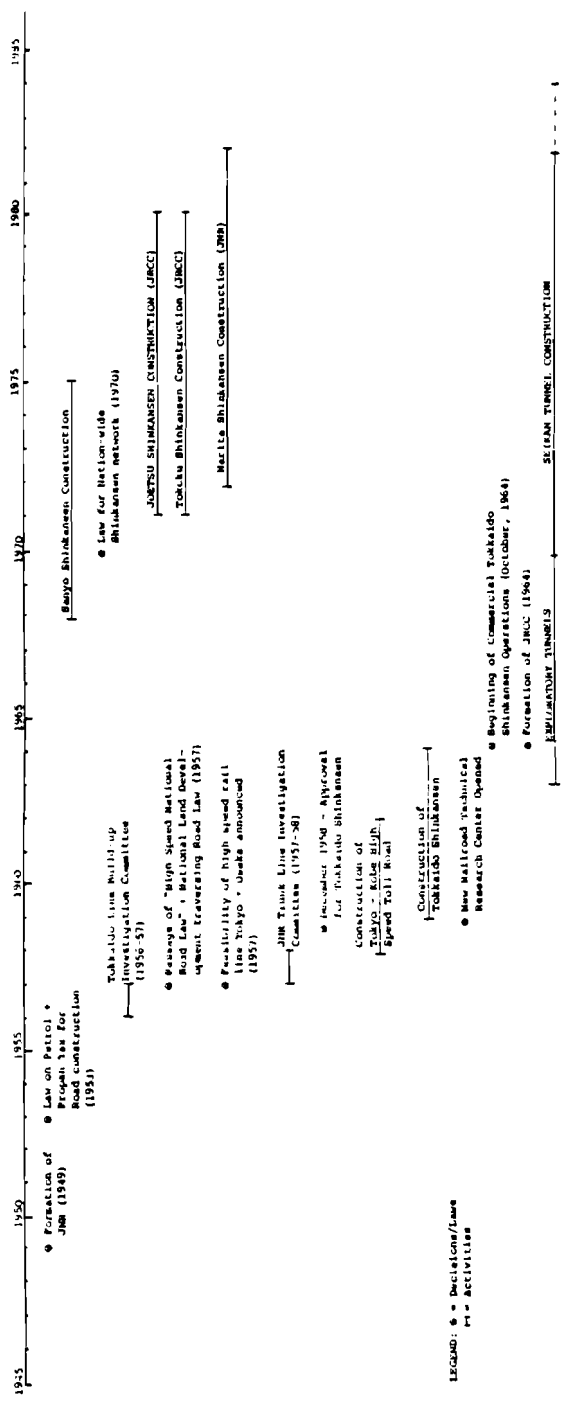 1945 1950 1955 1960 1965 1970 1975 1980 1985
Formation of
JNR (1949)
Law on Petrol +
Propan Tax for
Road construction
(1953)
Tokkaido Line Build-up
Investigation Committee
(1956-57)
Passage of "High Speed National
Road Law" + National Land Devel-
opment traversing Road Law (1957)
Feasibility of high speed rail
line Tokyo - Osaka announced
(1957)
JNR Trunk Line Investigation
Committee (1957-58)
December 1958 - Approval
for Tokkaido Shinkansen
Construction of
Tokyo - Kobe High
Speed Toll Road
Construction of
Tokkaido Shinkansen
New Railroad Technical
Research Center Opened
Sanyo Shinkansen Construction
Law for Nation-wide
Shinkansen network (1970)
JOETSU SHINKANSEN CONSTRUCTION (JRCC)
Tokoku Shinkansen Construction (JRCC)
Narita Shinkansen Construction (JNR)
Beginning of Commercial Tokkaido
Shinkansen Operations (October, 1964)
Formation of JRCC (1964)
EXPLORATORY TUNNELS
SEIKAN TUNNEL CONSTRUCTION
LEGEND: = Decisions/Laws
= Activities